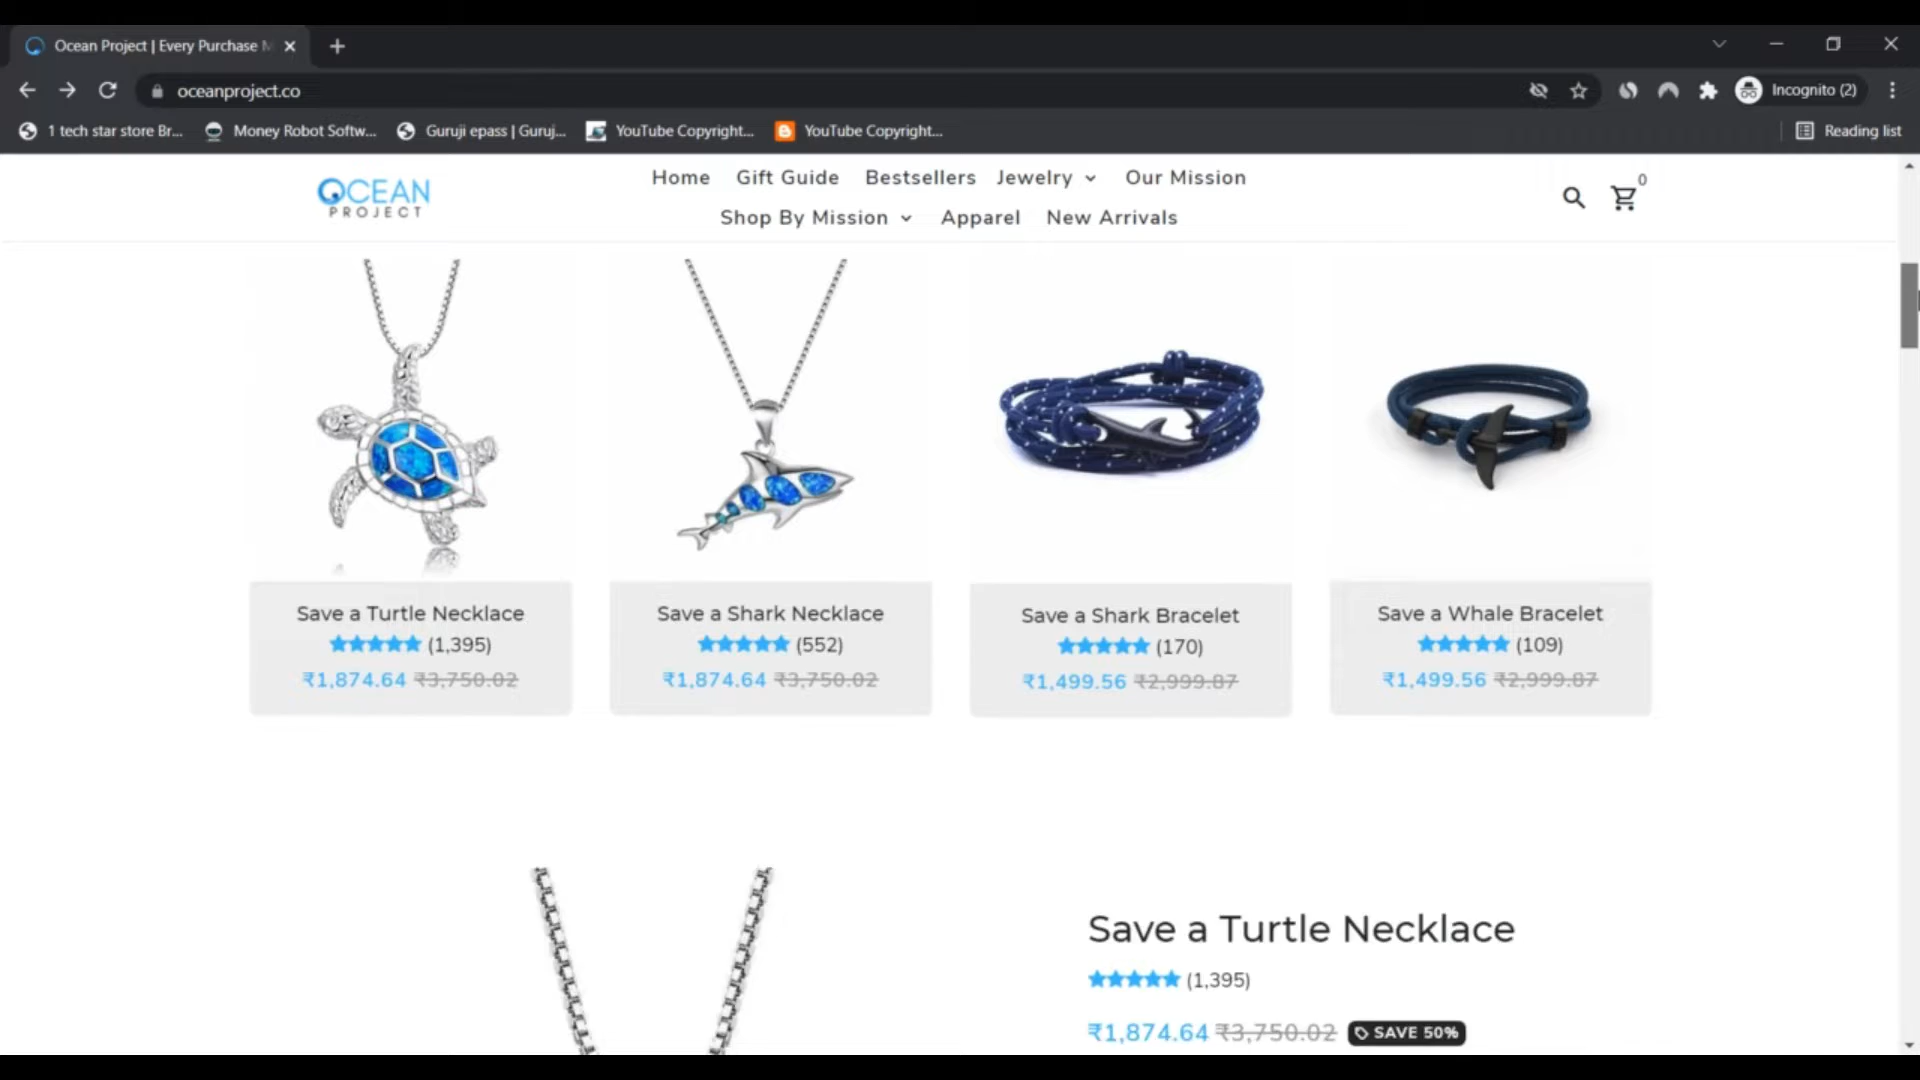 Ocean Project | Every Purchase M
oceanproject.co
Incognito (2)
1 tech star store Br...
Money Robot Softw...
Guruji epass | Guruj...
YouTube Copyright...
YouTube Copyright...
Reading list
OCEAN
PROJECT
Home
Gift Guide
Bestsellers
Jewelry
Our Mission
Shop By Mission
Apparel
New Arrivals
0
Save a Turtle Necklace
(1,395)
₹1,874.64 ₹3,750.02
Save a Shark Necklace
(552)
₹1,874.64 ₹3,750.02
Save a Shark Bracelet
(170)
₹1,499.56 ₹2,999.87
Save a Whale Bracelet
(109)
₹1,499.56 ₹2,999.87
Save a Turtle Necklace
(1,395)
₹1,874.64 ₹3,750.02 SAVE 50%